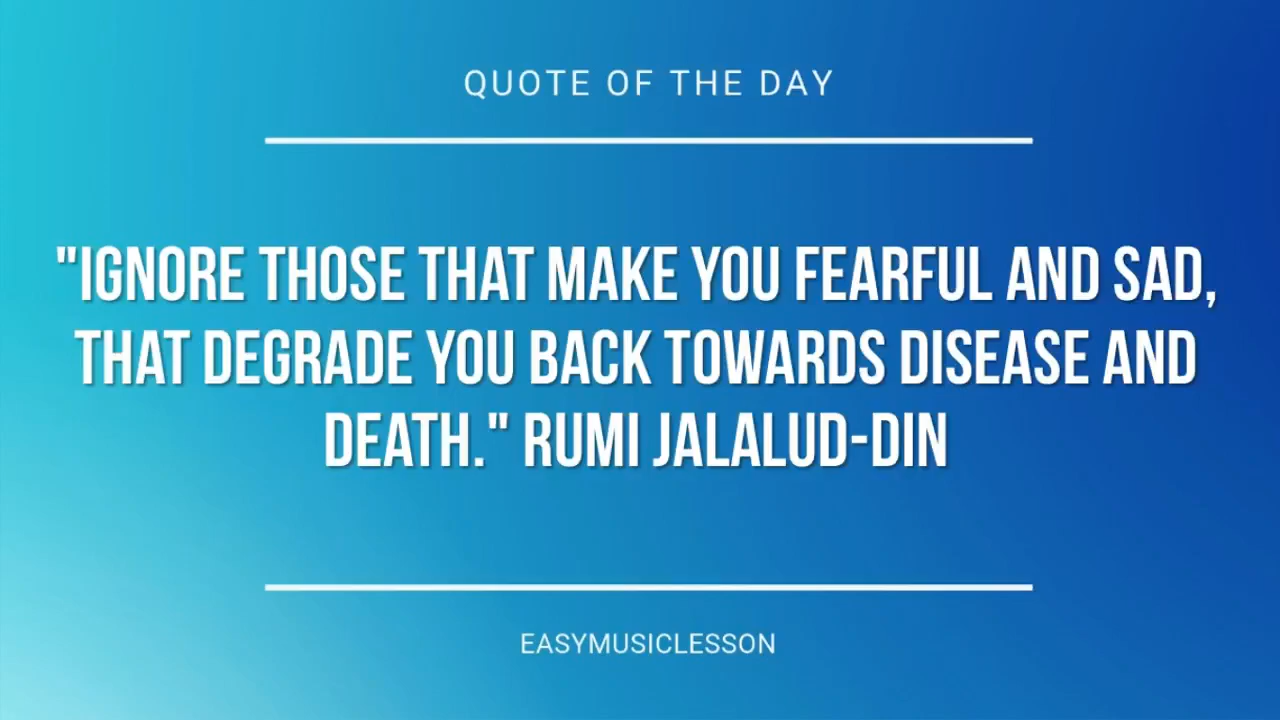 QUOTE OF THE DAY
"IGNORE THOSE THAT MAKE YOU FEARFUL AND SAD,
THAT DEGRADE YOU BACK TOWARDS DISEASE AND
DEATH." RUMI JALALUD-DIN
EASYMUSICLESSON